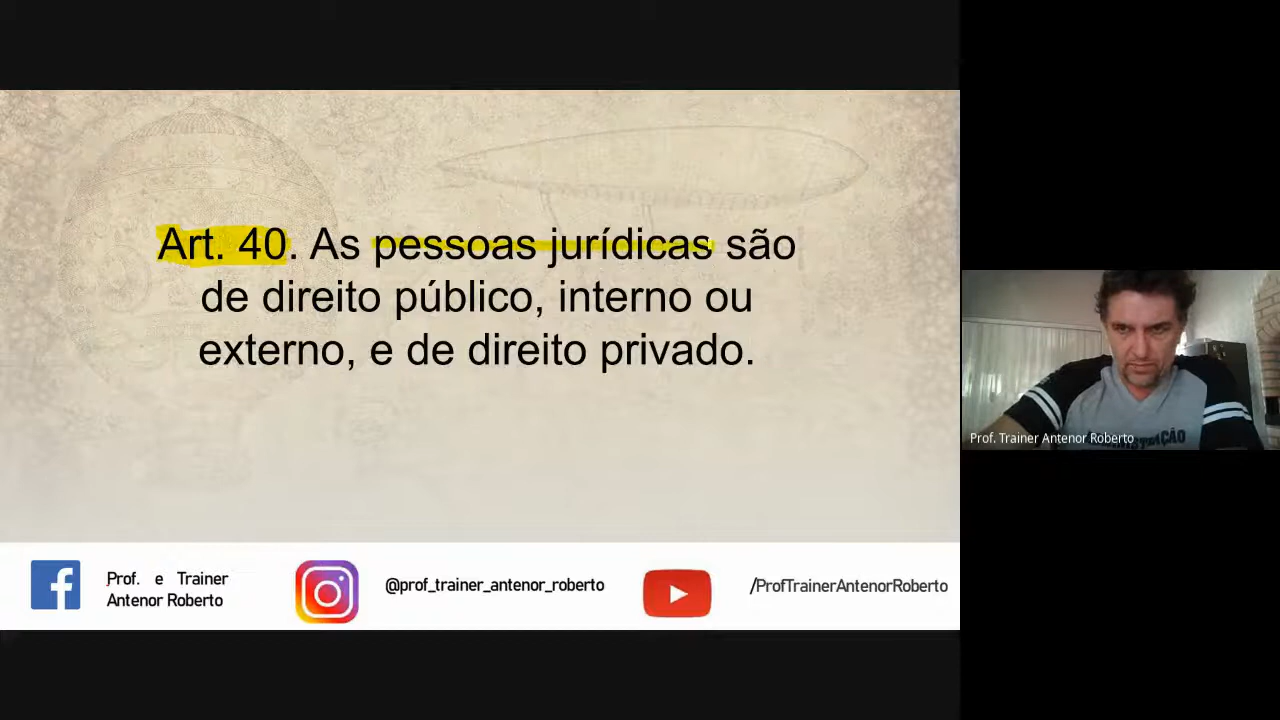 Art. 40. As pessoas jurídicas são
de direito público, interno ou
externo, e de direito privado.
Prof. Trainer Antenor Roberto
Prof. e Trainer
Antenor Roberto
@prof_trainer_antenor_roberto
/ProfTrainerAntenorRoberto